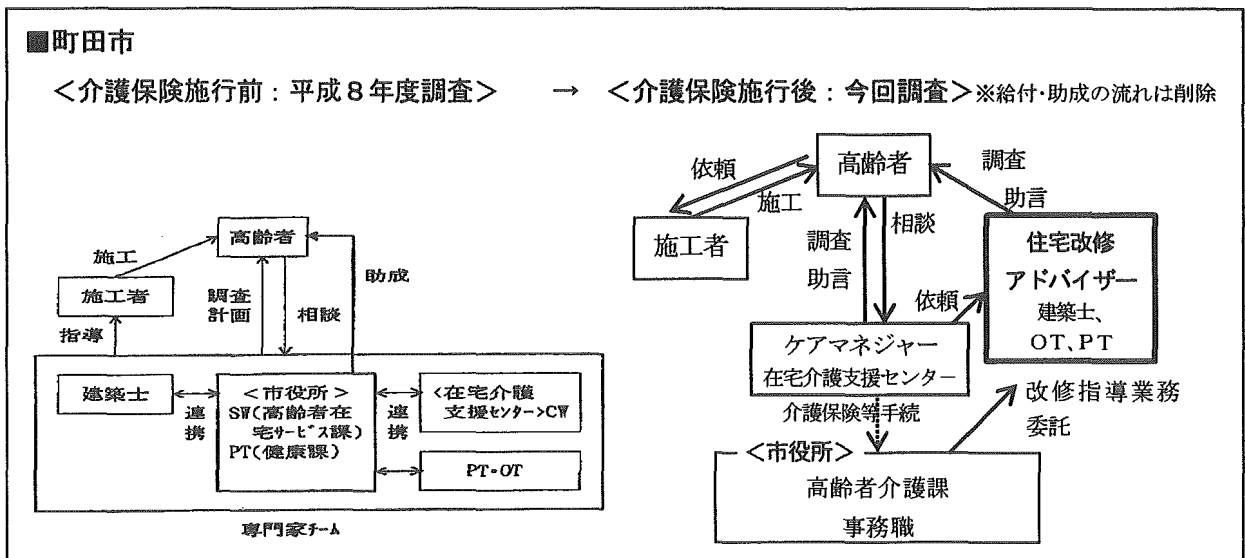 ■町田市
＜介護保険施行前：平成８年度調査＞ → ＜介護保険施行後：今回調査＞※給付・助成の流れは削除
高齢者
施工
施工者
指導
調査
計画
相談
助成
建築士
連携
＜市役所＞
SW(高齢者在
宅サービス課)
PT(健康課)
連携
<在宅介護
支援センター>CW
PT・OT
専門家チーム
高齢者
依頼
施工
施工者
調査
助言
相談
調査
助言
住宅改修
アドバイザー
建築士、
OT、PT
依頼
ケアマネジャー
在宅介護支援センター
介護保険等手続
改修指導業務
委託
＜市役所＞
高齢者介護課
事務職